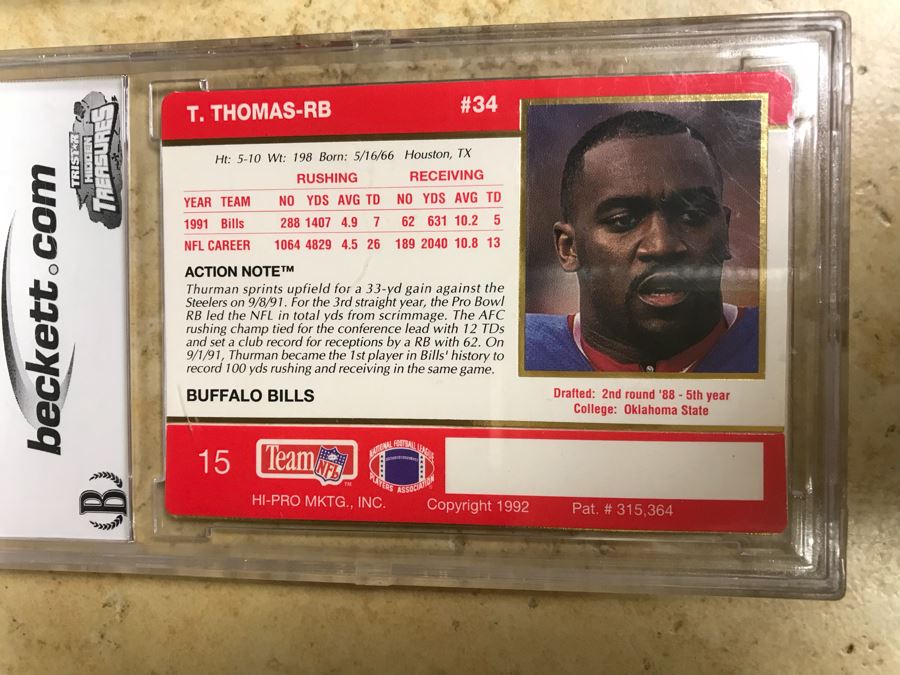 T. THOMAS-RB #34
Ht: 5-10 Wt: 198 Born: 5/16/66 Houston, TX
RUSHING RECEIVING
YEAR TEAM NO YDS AVG TD NO YDS AVG TD
1991 Bills 288 1407 4.9 7 62 631 10.2 5
NFL CAREER 1064 4829 4.5 26 189 2040 10.8 13
ACTION NOTE™
Thurman sprints upfield for a 33-yd gain against the
Steelers on 9/8/91. For the 3rd straight year, the Pro Bowl
RB led the NFL in total yds from scrimmage. The AFC
rushing champ tied for the conference lead with 12 TDs
and set a club record for receptions by a RB with 62. On
9/1/91, Thurman became the 1st player in Bills' history to
record 100 yds rushing and receiving in the same game.
BUFFALO BILLS
Drafted: 2nd round '88 - 5th year
College: Oklahoma State
15 Team NFL™ NATIONAL FOOTBALL LEAGUE PLAYERS ASSOCIATION
HI-PRO MKTG., INC. Copyright 1992 Pat. # 315,364
beckett.com
TRISTAR
HIDDEN
TREASURES
B